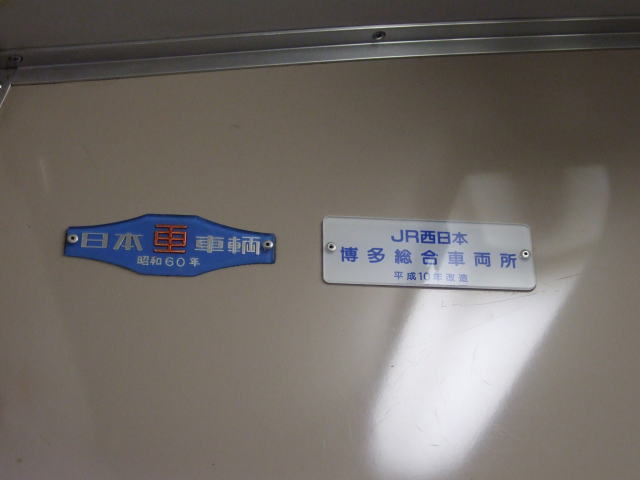 日本 車 車輌
昭和60年
JR西日本
博多総合車両所
平成10年改造